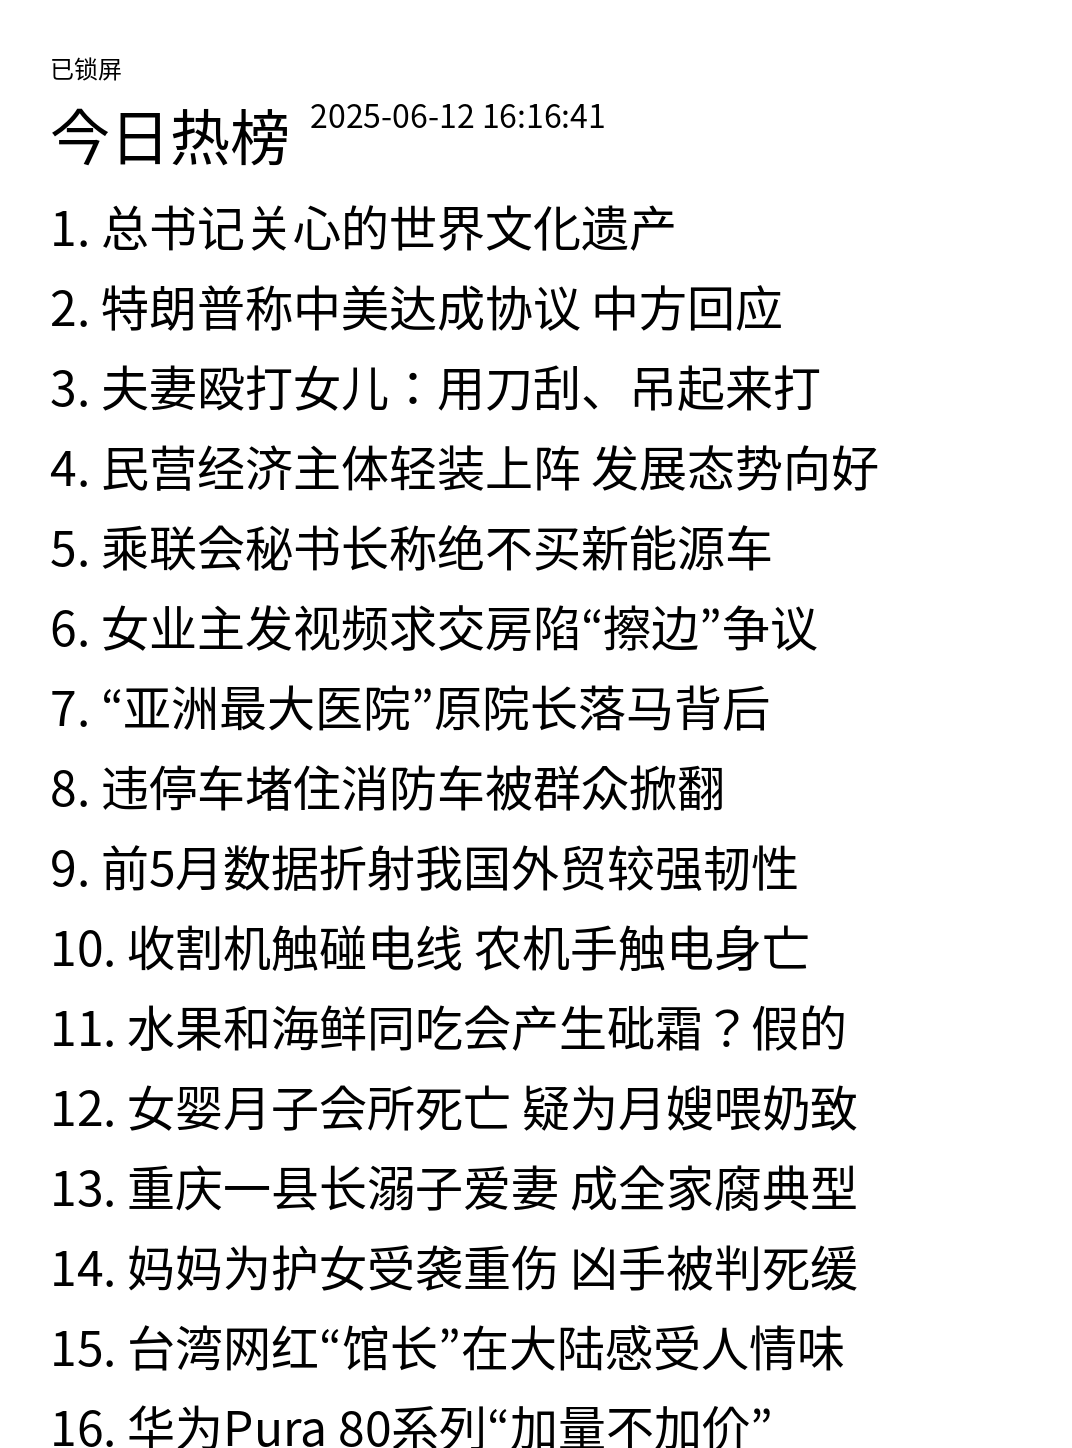 已锁屏
今日热榜 2025-06-12 16:16:41
1. 总书记关心的世界文化遗产
2. 特朗普称中美达成协议 中方回应
3. 夫妻殴打女儿：用刀刮、吊起来打
4. 民营经济主体轻装上阵 发展态势向好
5. 乘联会秘书长称绝不买新能源车
6. 女业主发视频求交房陷“擦边”争议
7. “亚洲最大医院”原院长落马背后
8. 违停车堵住消防车被群众掀翻
9. 前5月数据折射我国外贸较强韧性
10. 收割机触碰电线 农机手触电身亡
11. 水果和海鲜同吃会产生砒霜？假的
12. 女婴月子会所死亡 疑为月嫂喂奶致
13. 重庆一县长溺子爱妻 成全家腐典型
14. 妈妈为护女受袭重伤 凶手被判死缓
15. 台湾网红“馆长”在大陆感受人情味
16. 华为Pura 80系列“加量不加价”